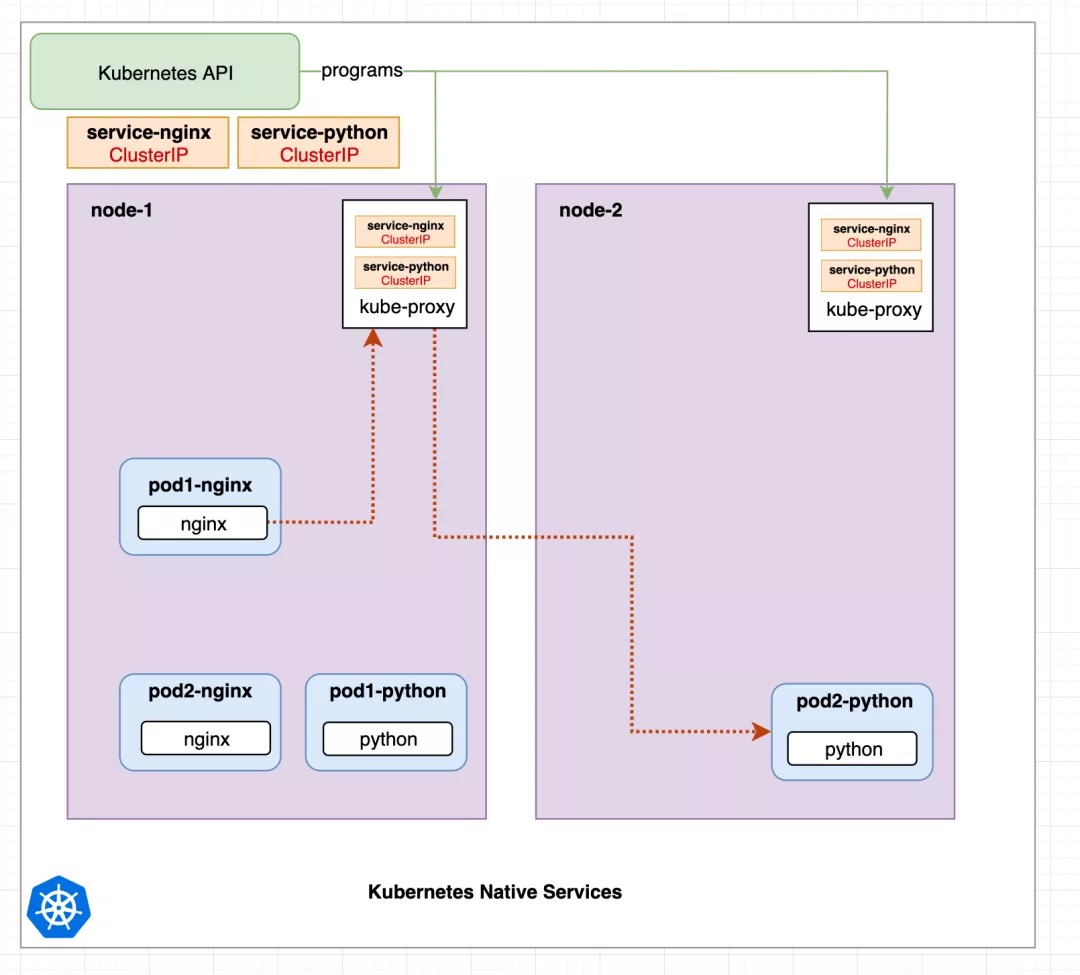 Kubernetes API
programs
service-nginx
ClusterIP
service-python
ClusterIP
node-1
service-nginx
ClusterIP
service-python
ClusterIP
kube-proxy
node-2
service-nginx
ClusterIP
service-python
ClusterIP
kube-proxy
pod1-nginx
nginx
pod2-nginx
nginx
pod1-python
python
pod2-python
python
Kubernetes Native Services